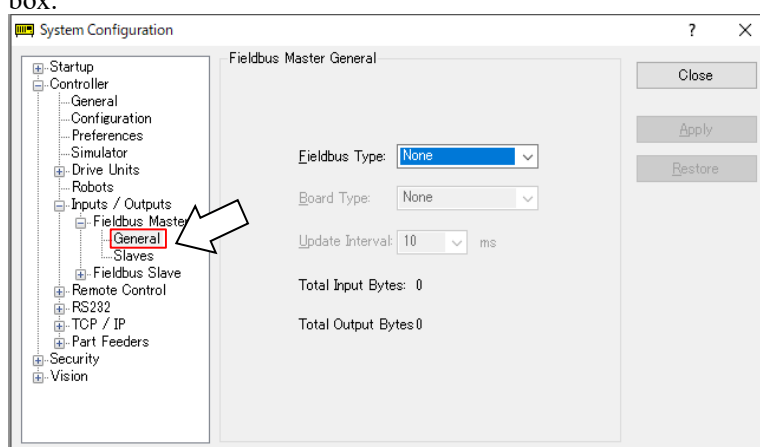 box.
System Configuration
? X
Startup
Controller
General
Configuration
Preferences
Simulator
Drive Units
Robots
Inputs / Outputs
Fieldbus Master
General
Slaves
Fieldbus Slave
Remote Control
RS232
TCP / IP
Part Feeders
Security
Vision
Fieldbus Master General
Fieldbus Type: None
Board Type: None
Update Interval: 10 ms
Total Input Bytes: 0
Total Output Bytes 0
Close
Apply
Restore